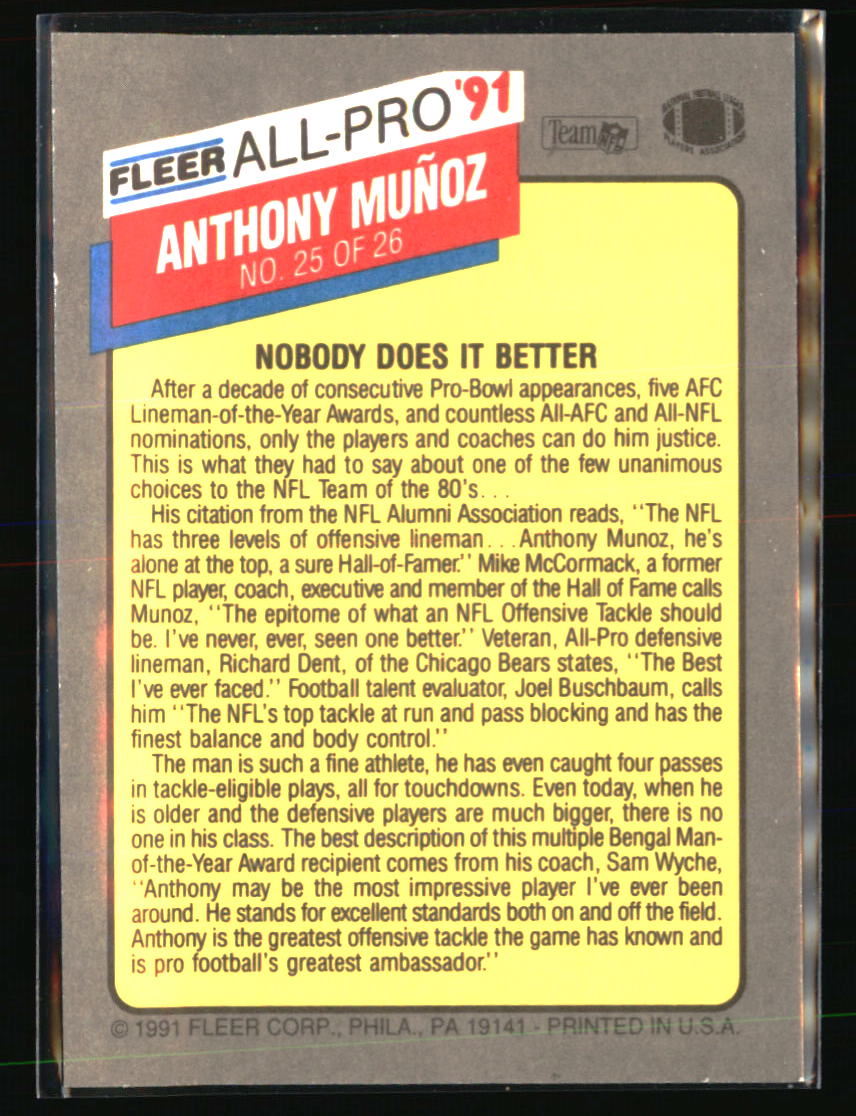 FLEER ALL-PRO '91
Team NFL
NATIONAL FOOTBALL LEAGUE
PLAYERS ASSOCIATION
ANTHONY MUÑOZ
NO. 25 OF 26
NOBODY DOES IT BETTER
After a decade of consecutive Pro-Bowl appearances, five AFC
Lineman-of-the-Year Awards, and countless All-AFC and All-NFL
nominations, only the players and coaches can do him justice.
This is what they had to say about one of the few unanimous
choices to the NFL Team of the 80's. . .
His citation from the NFL Alumni Association reads, ‘‘The NFL
has three levels of offensive lineman. . .Anthony Munoz, he's
alone at the top, a sure Hall-of-Famer.’’ Mike McCormack, a former
NFL player, coach, executive and member of the Hall of Fame calls
Munoz, ‘‘The epitome of what an NFL Offensive Tackle should
be. I've never, ever, seen one better.’’ Veteran, All-Pro defensive
lineman, Richard Dent, of the Chicago Bears states, ‘‘The Best
I've ever faced.’’ Football talent evaluator, Joel Buschbaum, calls
him ‘‘The NFL's top tackle at run and pass blocking and has the
finest balance and body control.’’
The man is such a fine athlete, he has even caught four passes
in tackle-eligible plays, all for touchdowns. Even today, when he
is older and the defensive players are much bigger, there is no
one in his class. The best description of this multiple Bengal Man-
of-the-Year Award recipient comes from his coach, Sam Wyche,
‘‘Anthony may be the most impressive player I've ever been
around. He stands for excellent standards both on and off the field.
Anthony is the greatest offensive tackle the game has known and
is pro football's greatest ambassador.’’
© 1991 FLEER CORP., PHILA., PA 19141 - PRINTED IN U.S.A.